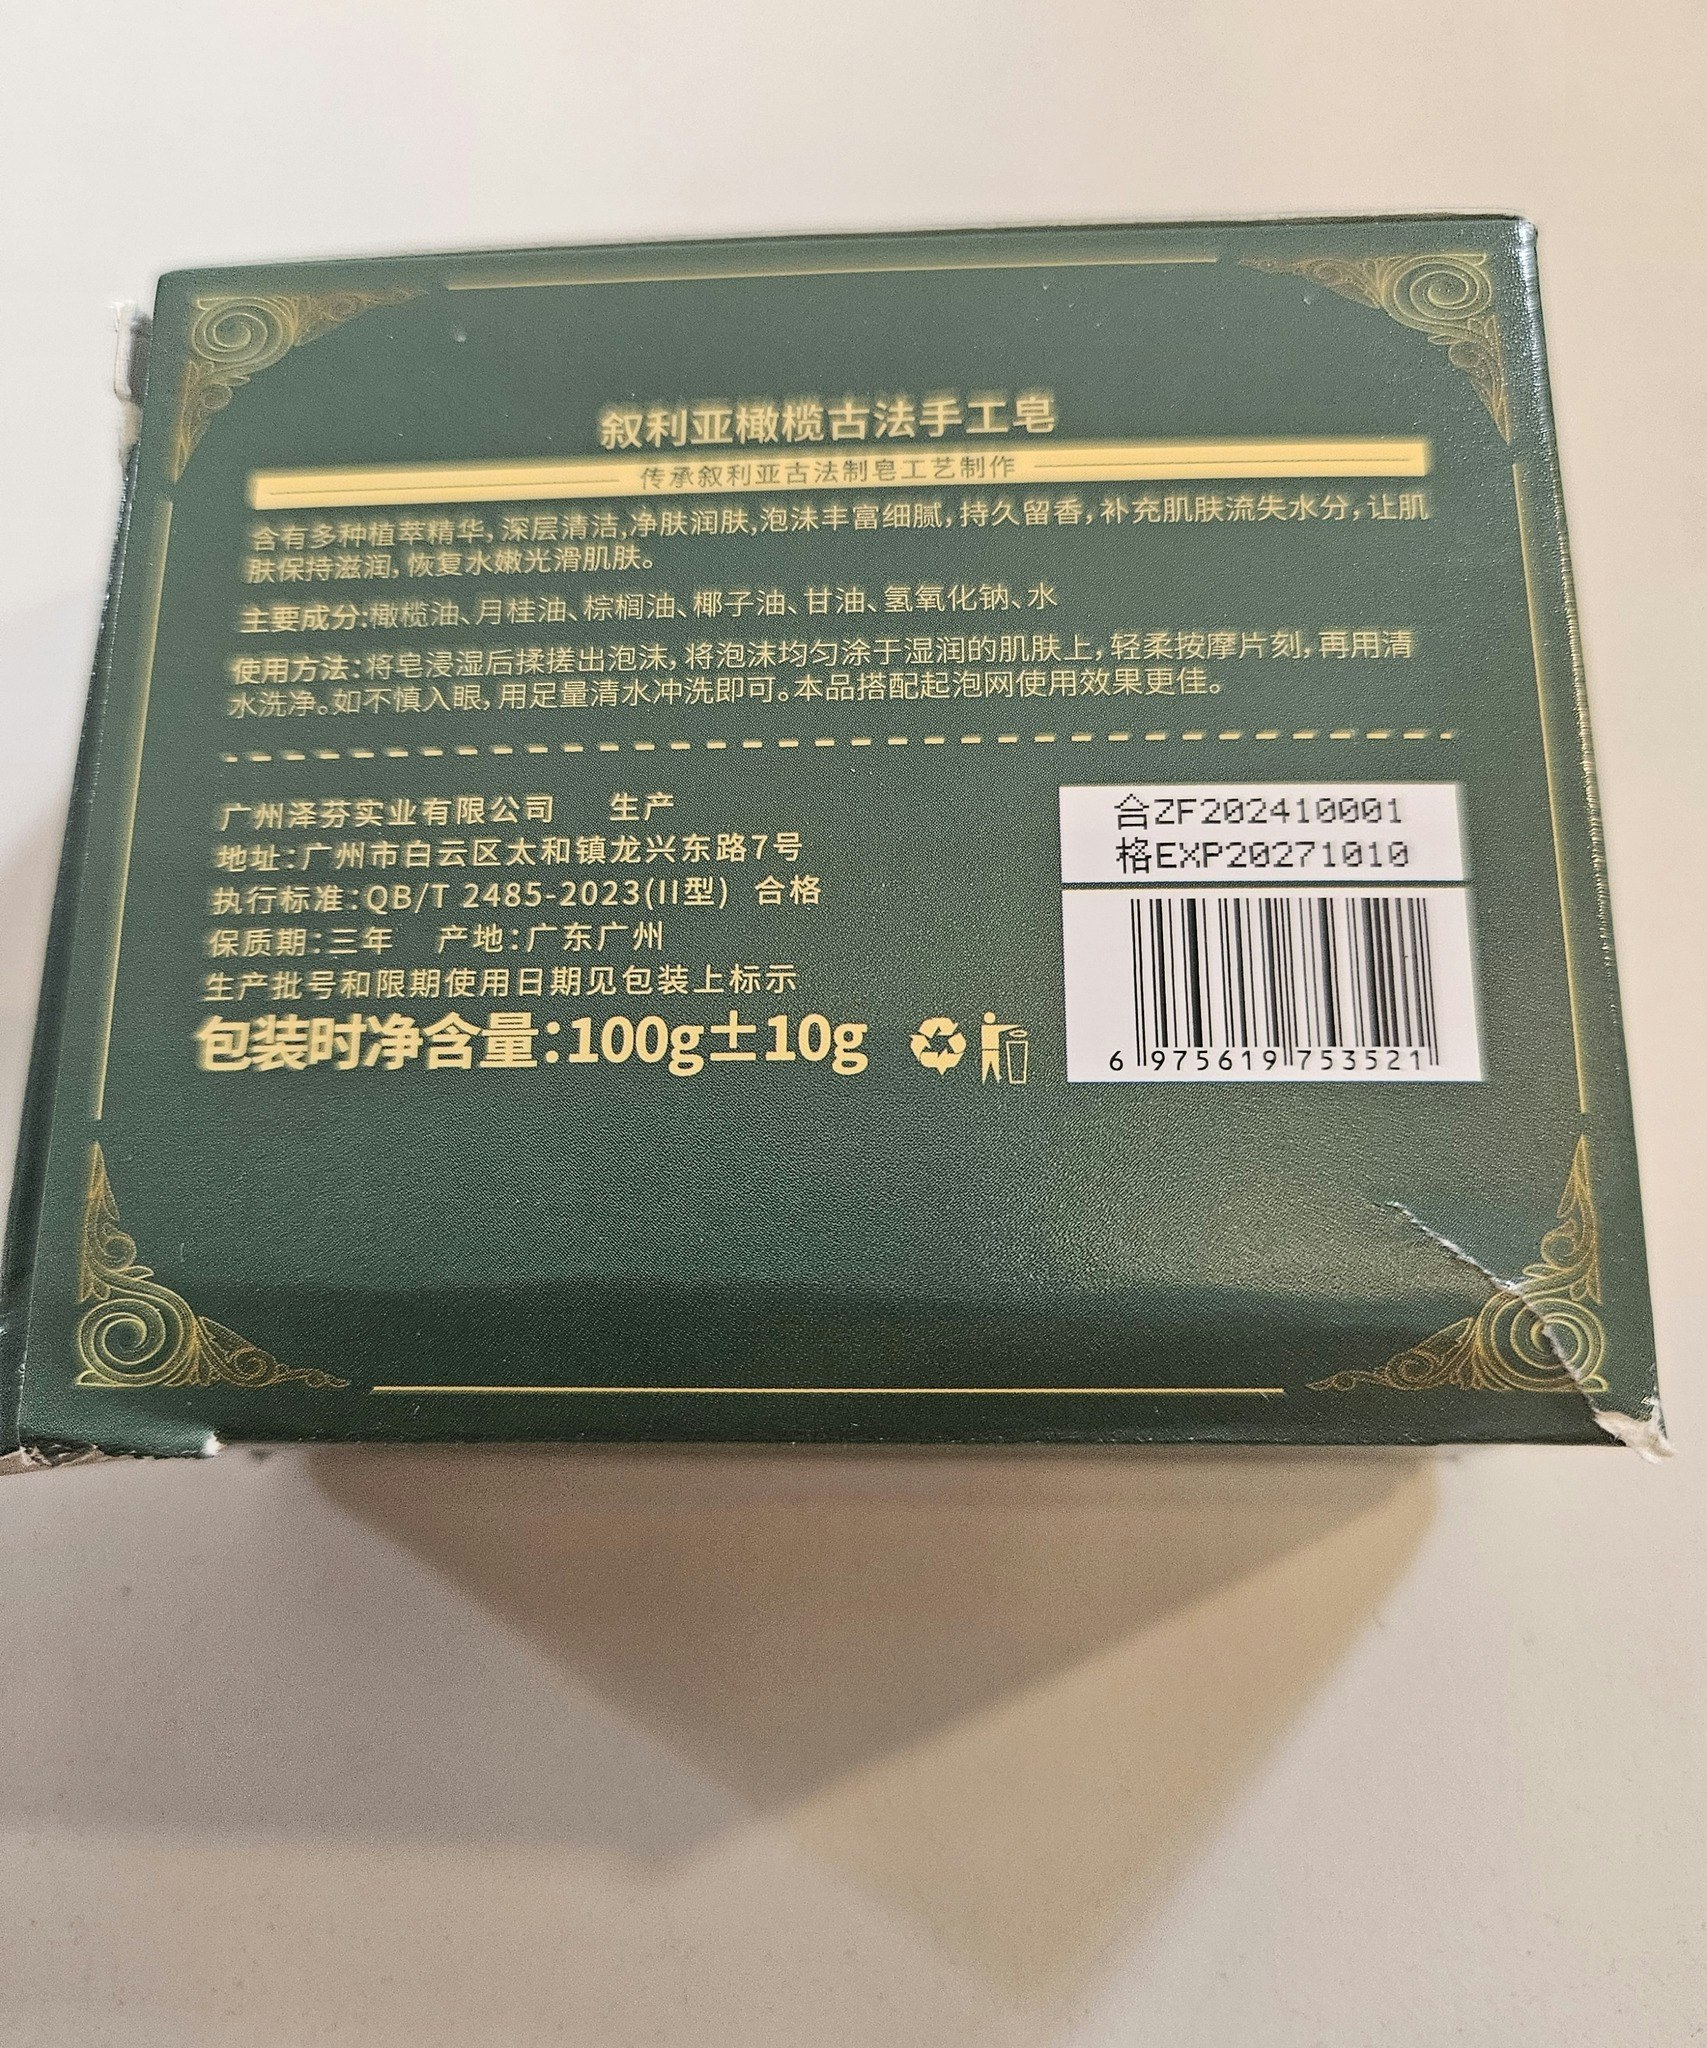 叙利亚橄榄古法手工皂
传承叙利亚古法制皂工艺制作
含有多种植萃精华,深层清洁,净肤润肤,泡沫丰富细腻,持久留香,补充肌肤流失水分,让肌
肤保持滋润,恢复水嫩光滑肌肤。
主要成分:橄榄油、月桂油、棕榈油、椰子油、甘油、氢氧化钠、水
使用方法:将皂浸湿后揉搓出泡沫,将泡沫均匀涂于湿润的肌肤上,轻柔按摩片刻,再用清
水洗净。如不慎入眼,用足量清水冲洗即可。本品搭配起泡网使用效果更佳。
广州泽芬实业有限公司 生产
地址:广州市白云区太和镇龙兴东路7号
执行标准:QB/T 2485-2023(II型) 合格
保质期:三年 产地:广东广州
生产批号和限期使用日期见包装上标示
包装时净含量:100g±10g
合ZF202410001
格EXP20271010
6 975619 753521